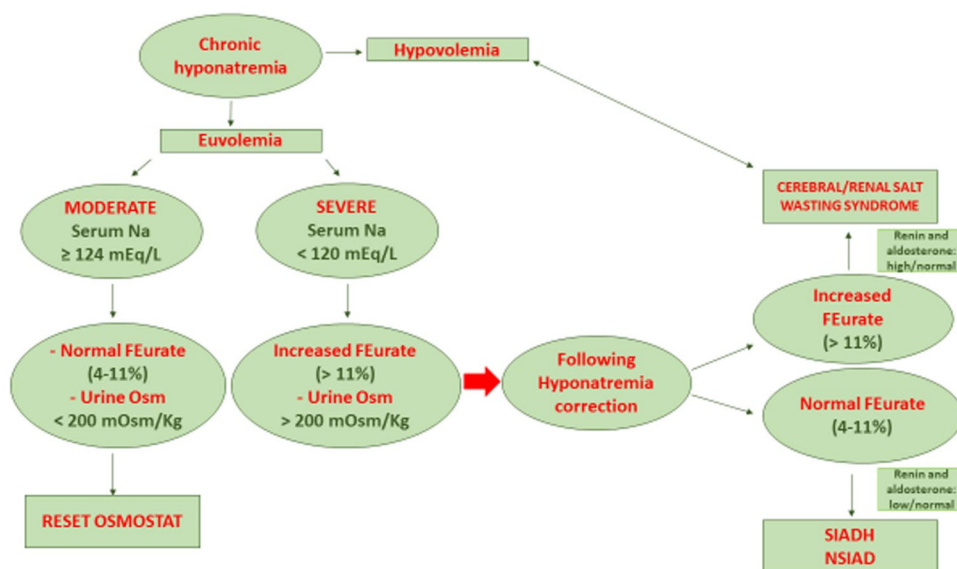 Chronic
hyponatremia
Hypovolemia
Euvolemia
MODERATE
Serum Na
≥ 124 mEq/L
SEVERE
Serum Na
< 120 mEq/L
- Normal FEurate
(4-11%)
- Urine Osm
< 200 mOsm/Kg
Increased FEurate
(> 11%)
- Urine Osm
> 200 mOsm/Kg
RESET OSMOSTAT
Following
Hyponatremia
correction
CEREBRAL/RENAL SALT
WASTING SYNDROME
Renin and
aldosterone:
high/normal
Increased
FEurate
(> 11%)
Normal FEurate
(4-11%)
Renin and
aldosterone:
low/normal
SIADH
NSIAD